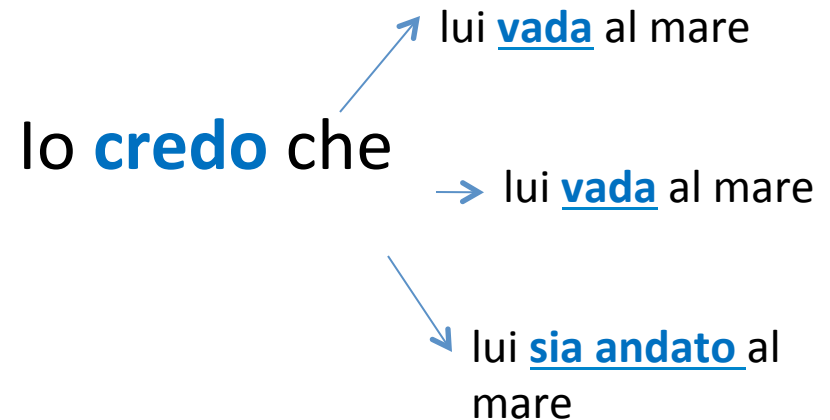 lui vada al mare
Io credo che
lui vada al mare
lui sia andato al
mare